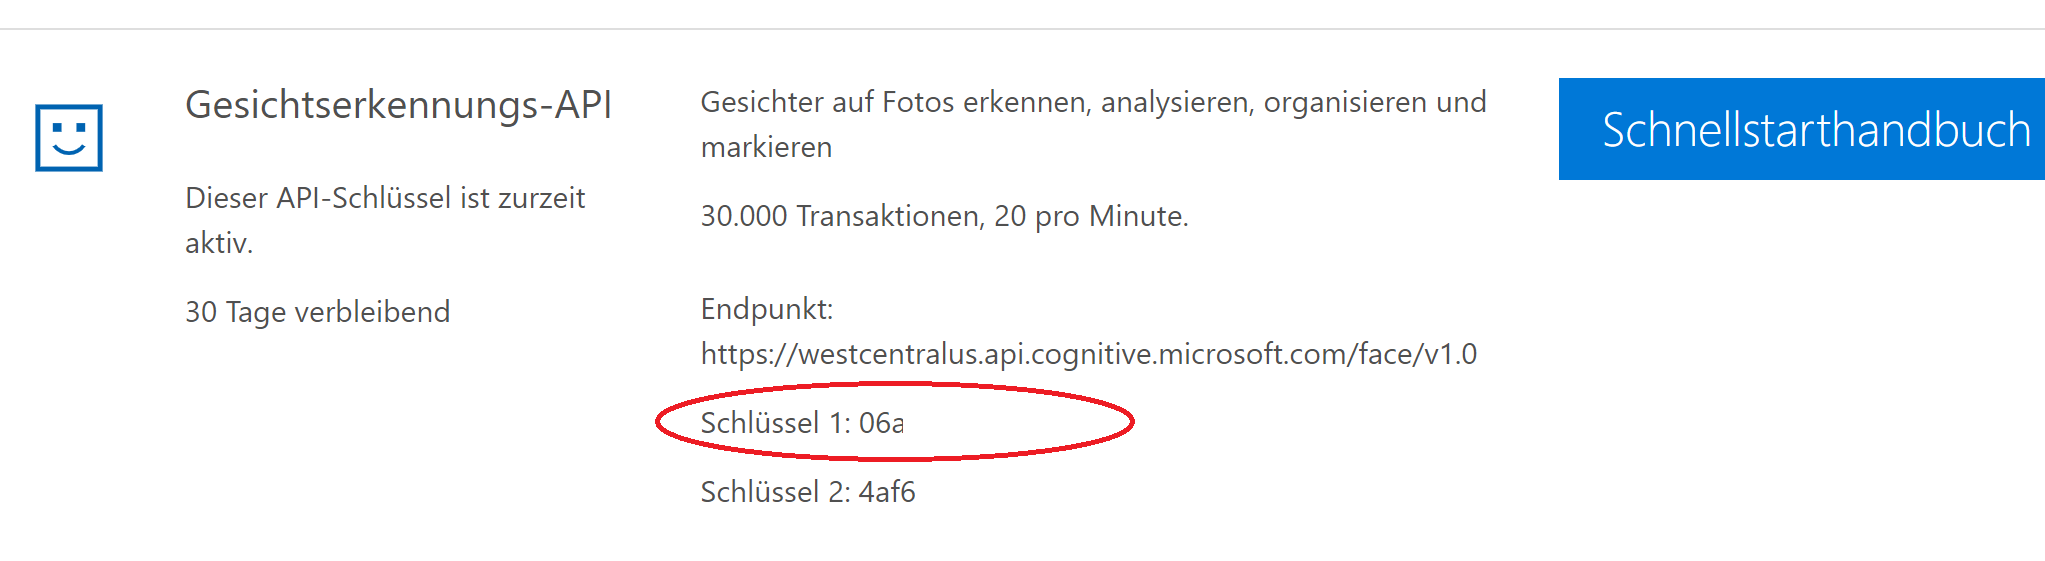 Gesichtserkennungs-API
Dieser API-Schlüssel ist zurzeit
aktiv.
30 Tage verbleibend
Gesichter auf Fotos erkennen, analysieren, organisieren und
markieren
30.000 Transaktionen, 20 pro Minute.
Endpunkt:
https://westcentralus.api.cognitive.microsoft.com/face/v1.0
Schlüssel 1: 06a
Schlüssel 2: 4af6
Schnellstarthandbuch